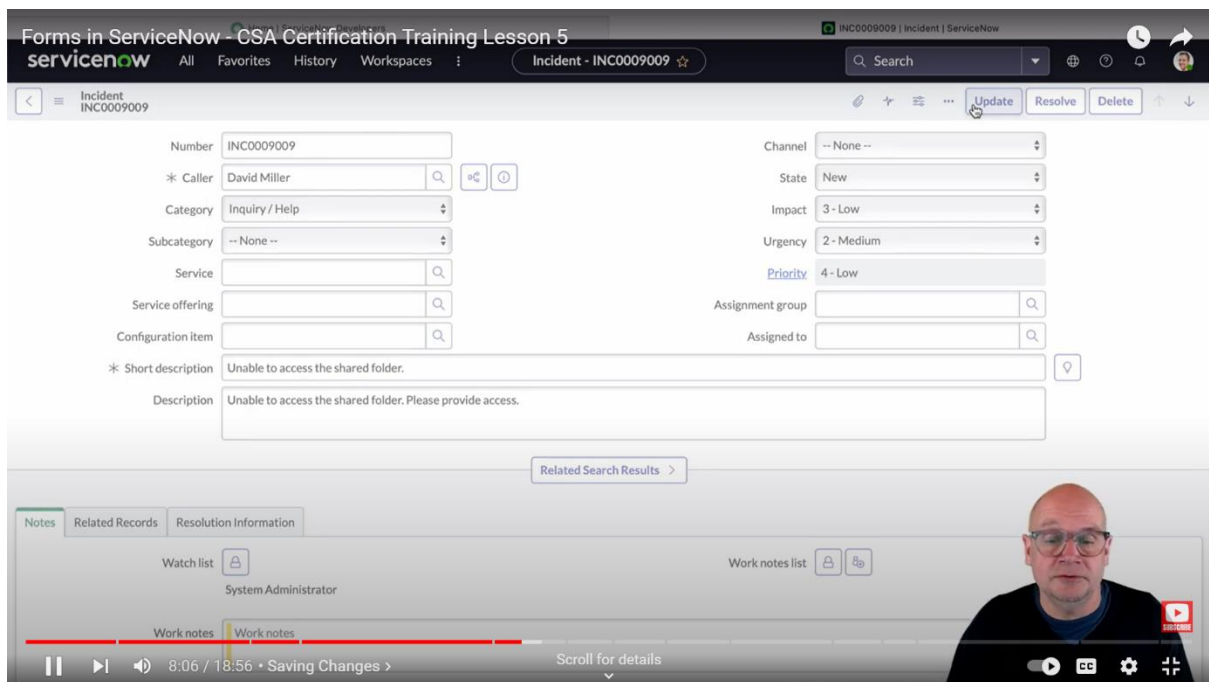 Home | ServiceNow Developers
INC0009009 | Incident | ServiceNow
Forms in ServiceNow - CSA Certification Training Lesson 5
servicenow All Favorites History Workspaces Incident - INC0009009 Search
Incident
INC0009009
Update Resolve Delete
Number INC0009009 Channel -- None --
Caller David Miller State New
Category Inquiry / Help Impact 3 - Low
Subcategory -- None -- Urgency 2 - Medium
Service Priority 4 - Low
Service offering Assignment group
Configuration item Assigned to
Short description Unable to access the shared folder.
Description Unable to access the shared folder. Please provide access.
Related Search Results >
Notes Related Records Resolution Information
Watch list Work notes list
System Administrator
Work notes Work notes
SUBSCRIBE
8:06 / 18:56 • Saving Changes > Scroll for details CC